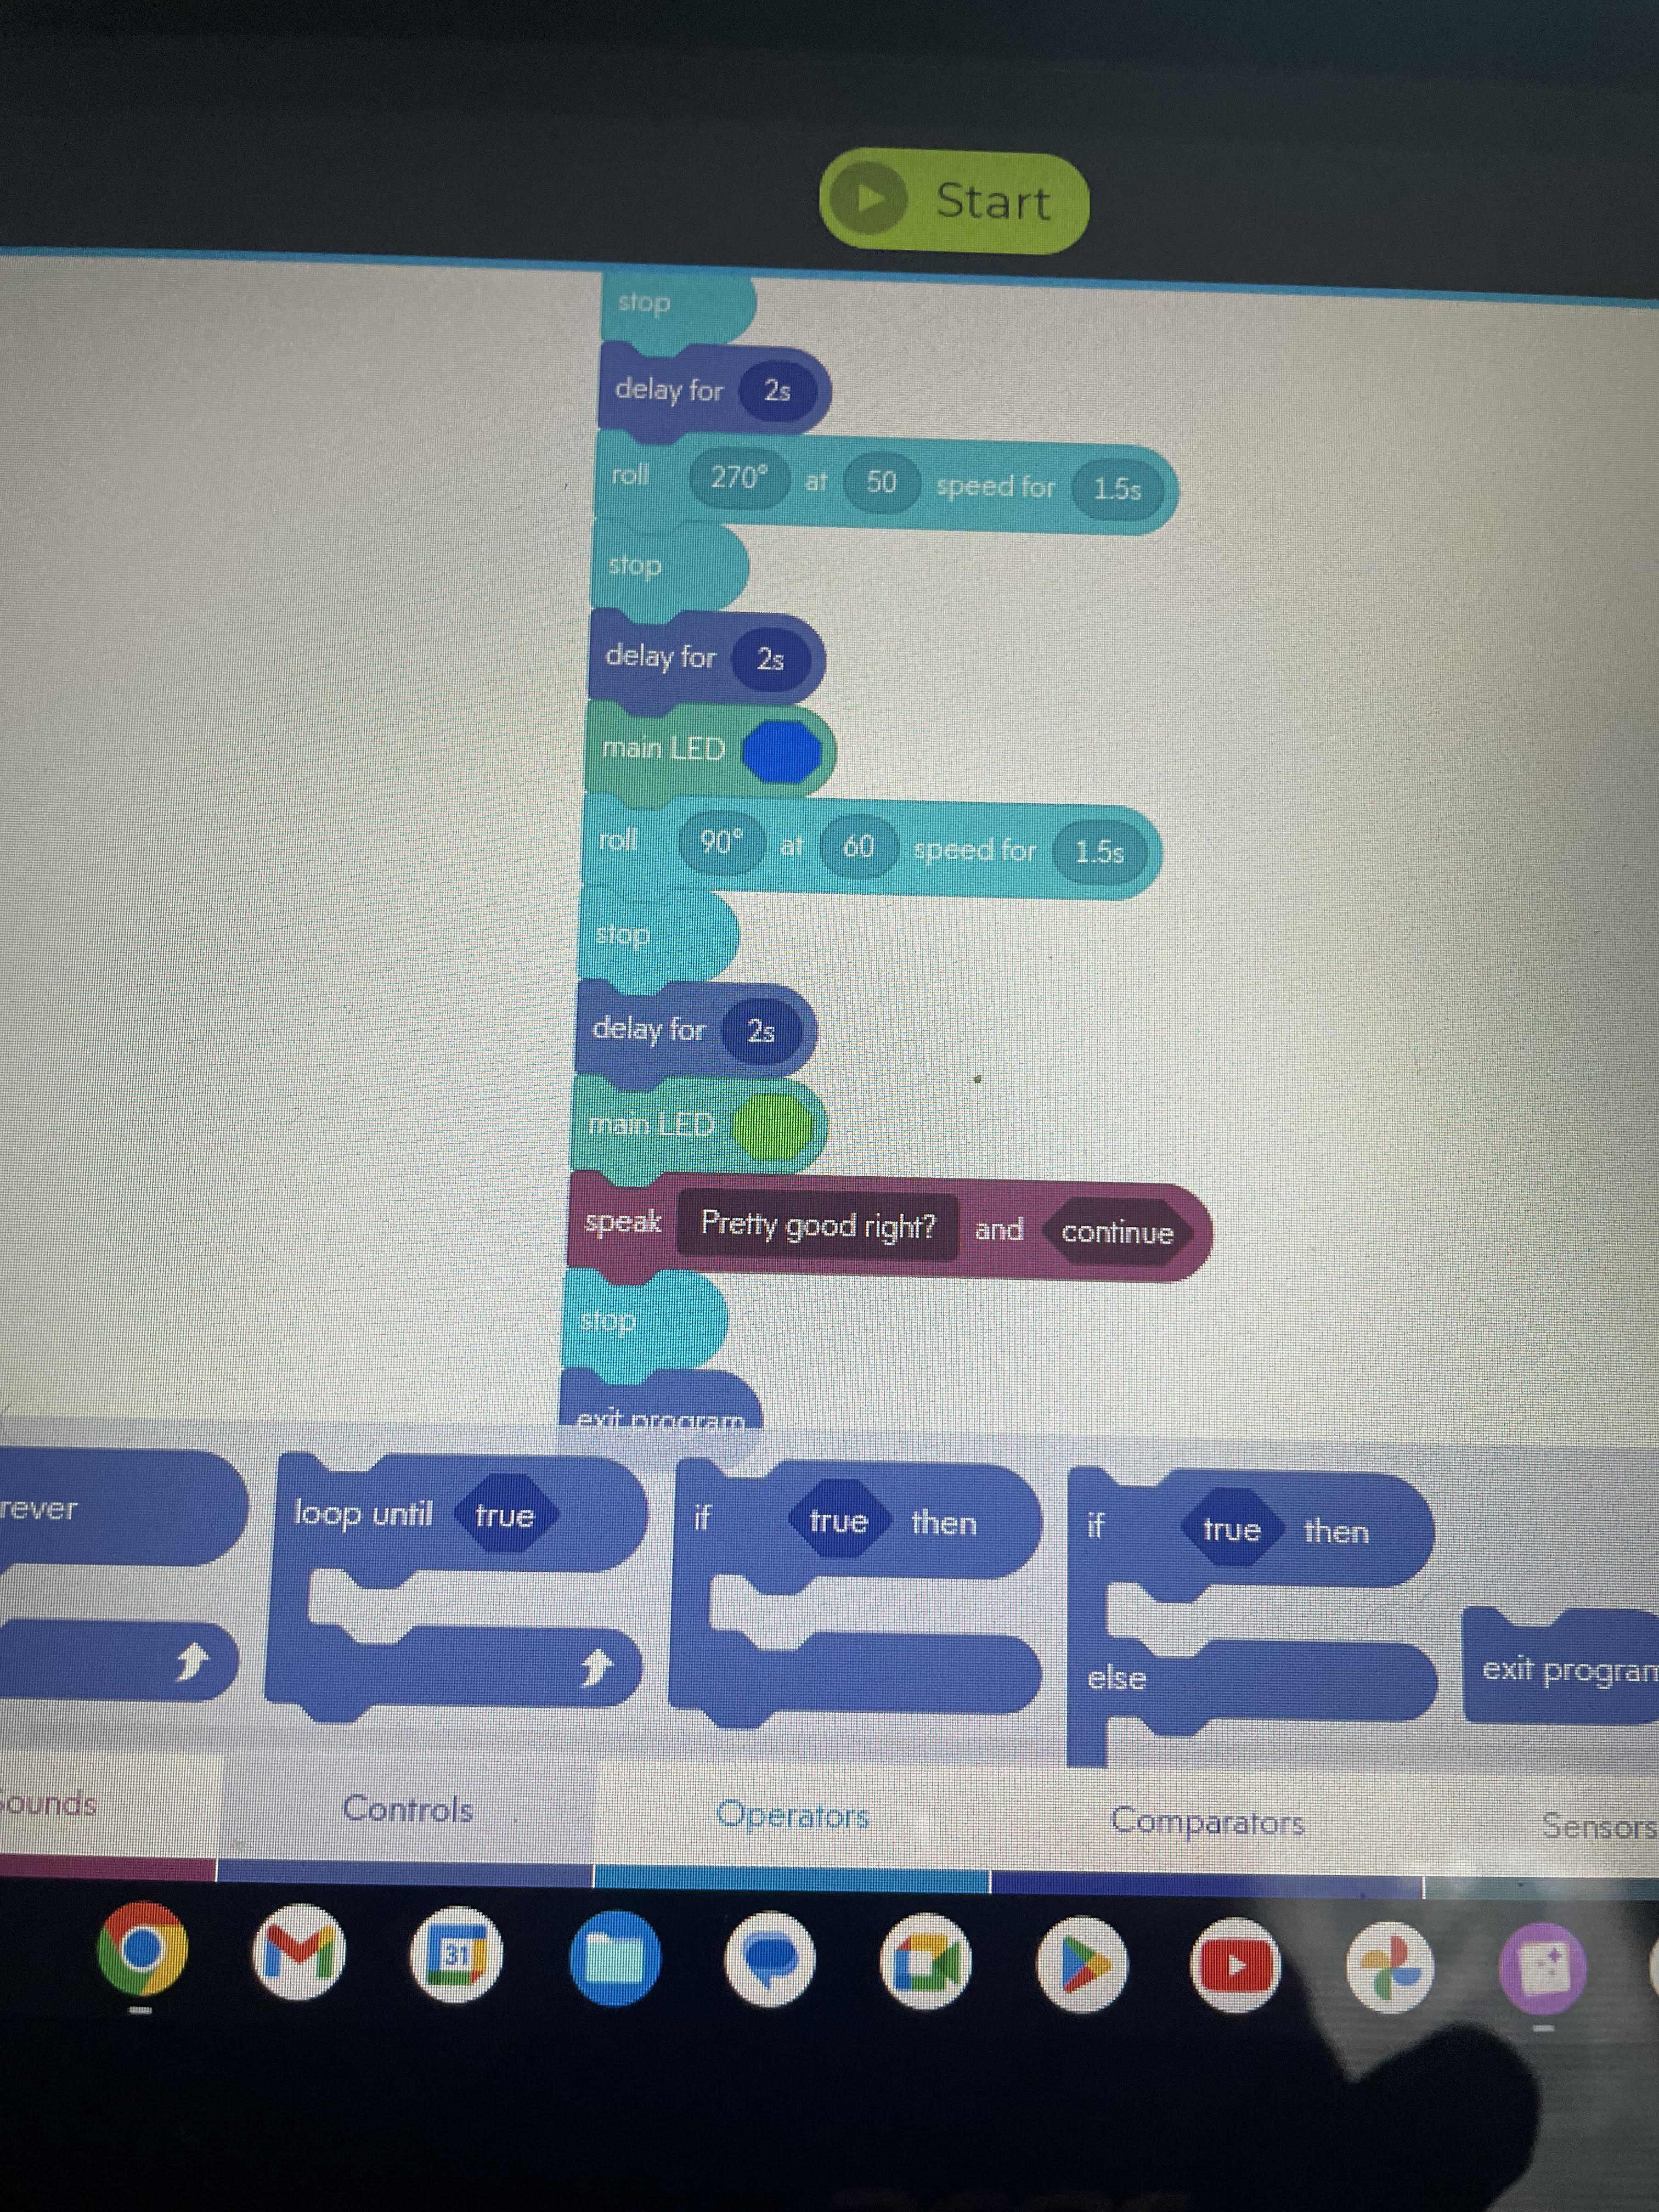 Start
stop
delay for 2s
roll 270° at 50 speed for 1.5s
stop
delay for 2s
main LED
roll 90° at 60 speed for 1.5s
stop
delay for 2s
main LED
speak Pretty good right? and continue
stop
exit program
rever
loop until true
if true then
if true then
else
exit progran
Sounds
Controls
Operators
Comparators
Sensors
31